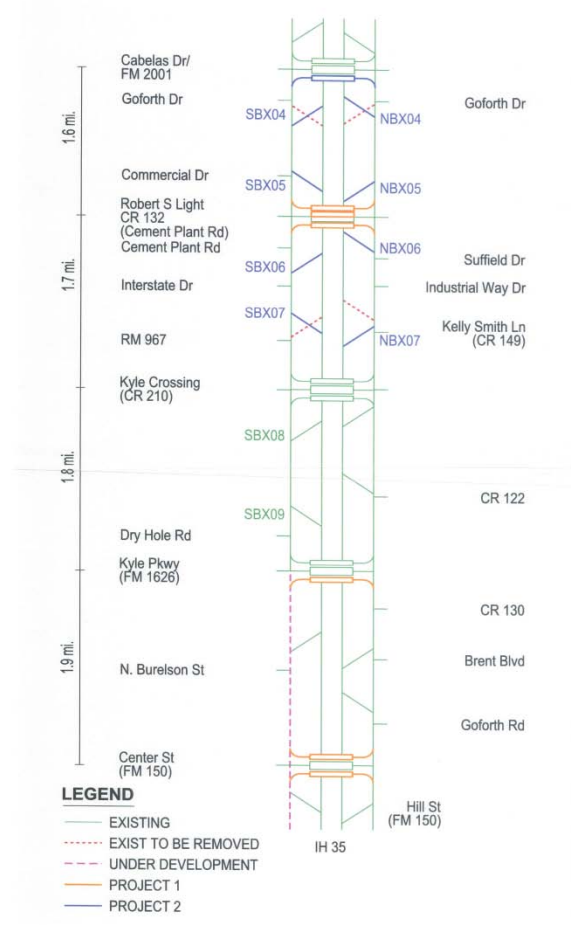 Cabelas Dr/
FM 2001
Goforth Dr
Goforth Dr
SBX04
NBX04
1.6 mi.
Commercial Dr
SBX05
NBX05
Robert S Light
CR 132
(Cement Plant Rd)
Cement Plant Rd
NBX06
Suffield Dr
SBX06
Interstate Dr
Industrial Way Dr
1.7 mi.
SBX07
Kelly Smith Ln
(CR 149)
RM 967
NBX07
Kyle Crossing
(CR 210)
SBX08
1.8 mi.
CR 122
SBX09
Dry Hole Rd
Kyle Pkwy
(FM 1626)
CR 130
1.9 mi.
Brent Blvd
N. Burelson St
Goforth Rd
Center St
(FM 150)
LEGEND
EXISTING
EXIST TO BE REMOVED
UNDER DEVELOPMENT
PROJECT 1
PROJECT 2
Hill St
(FM 150)
IH 35